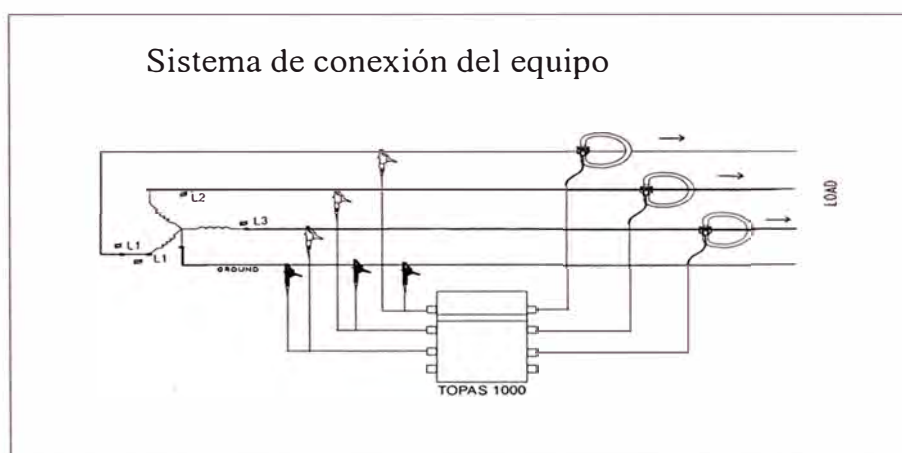 Sistema de conexión del equipo
L2
L3
L1
L1
GROUND
LOAD
TOPAS 1000